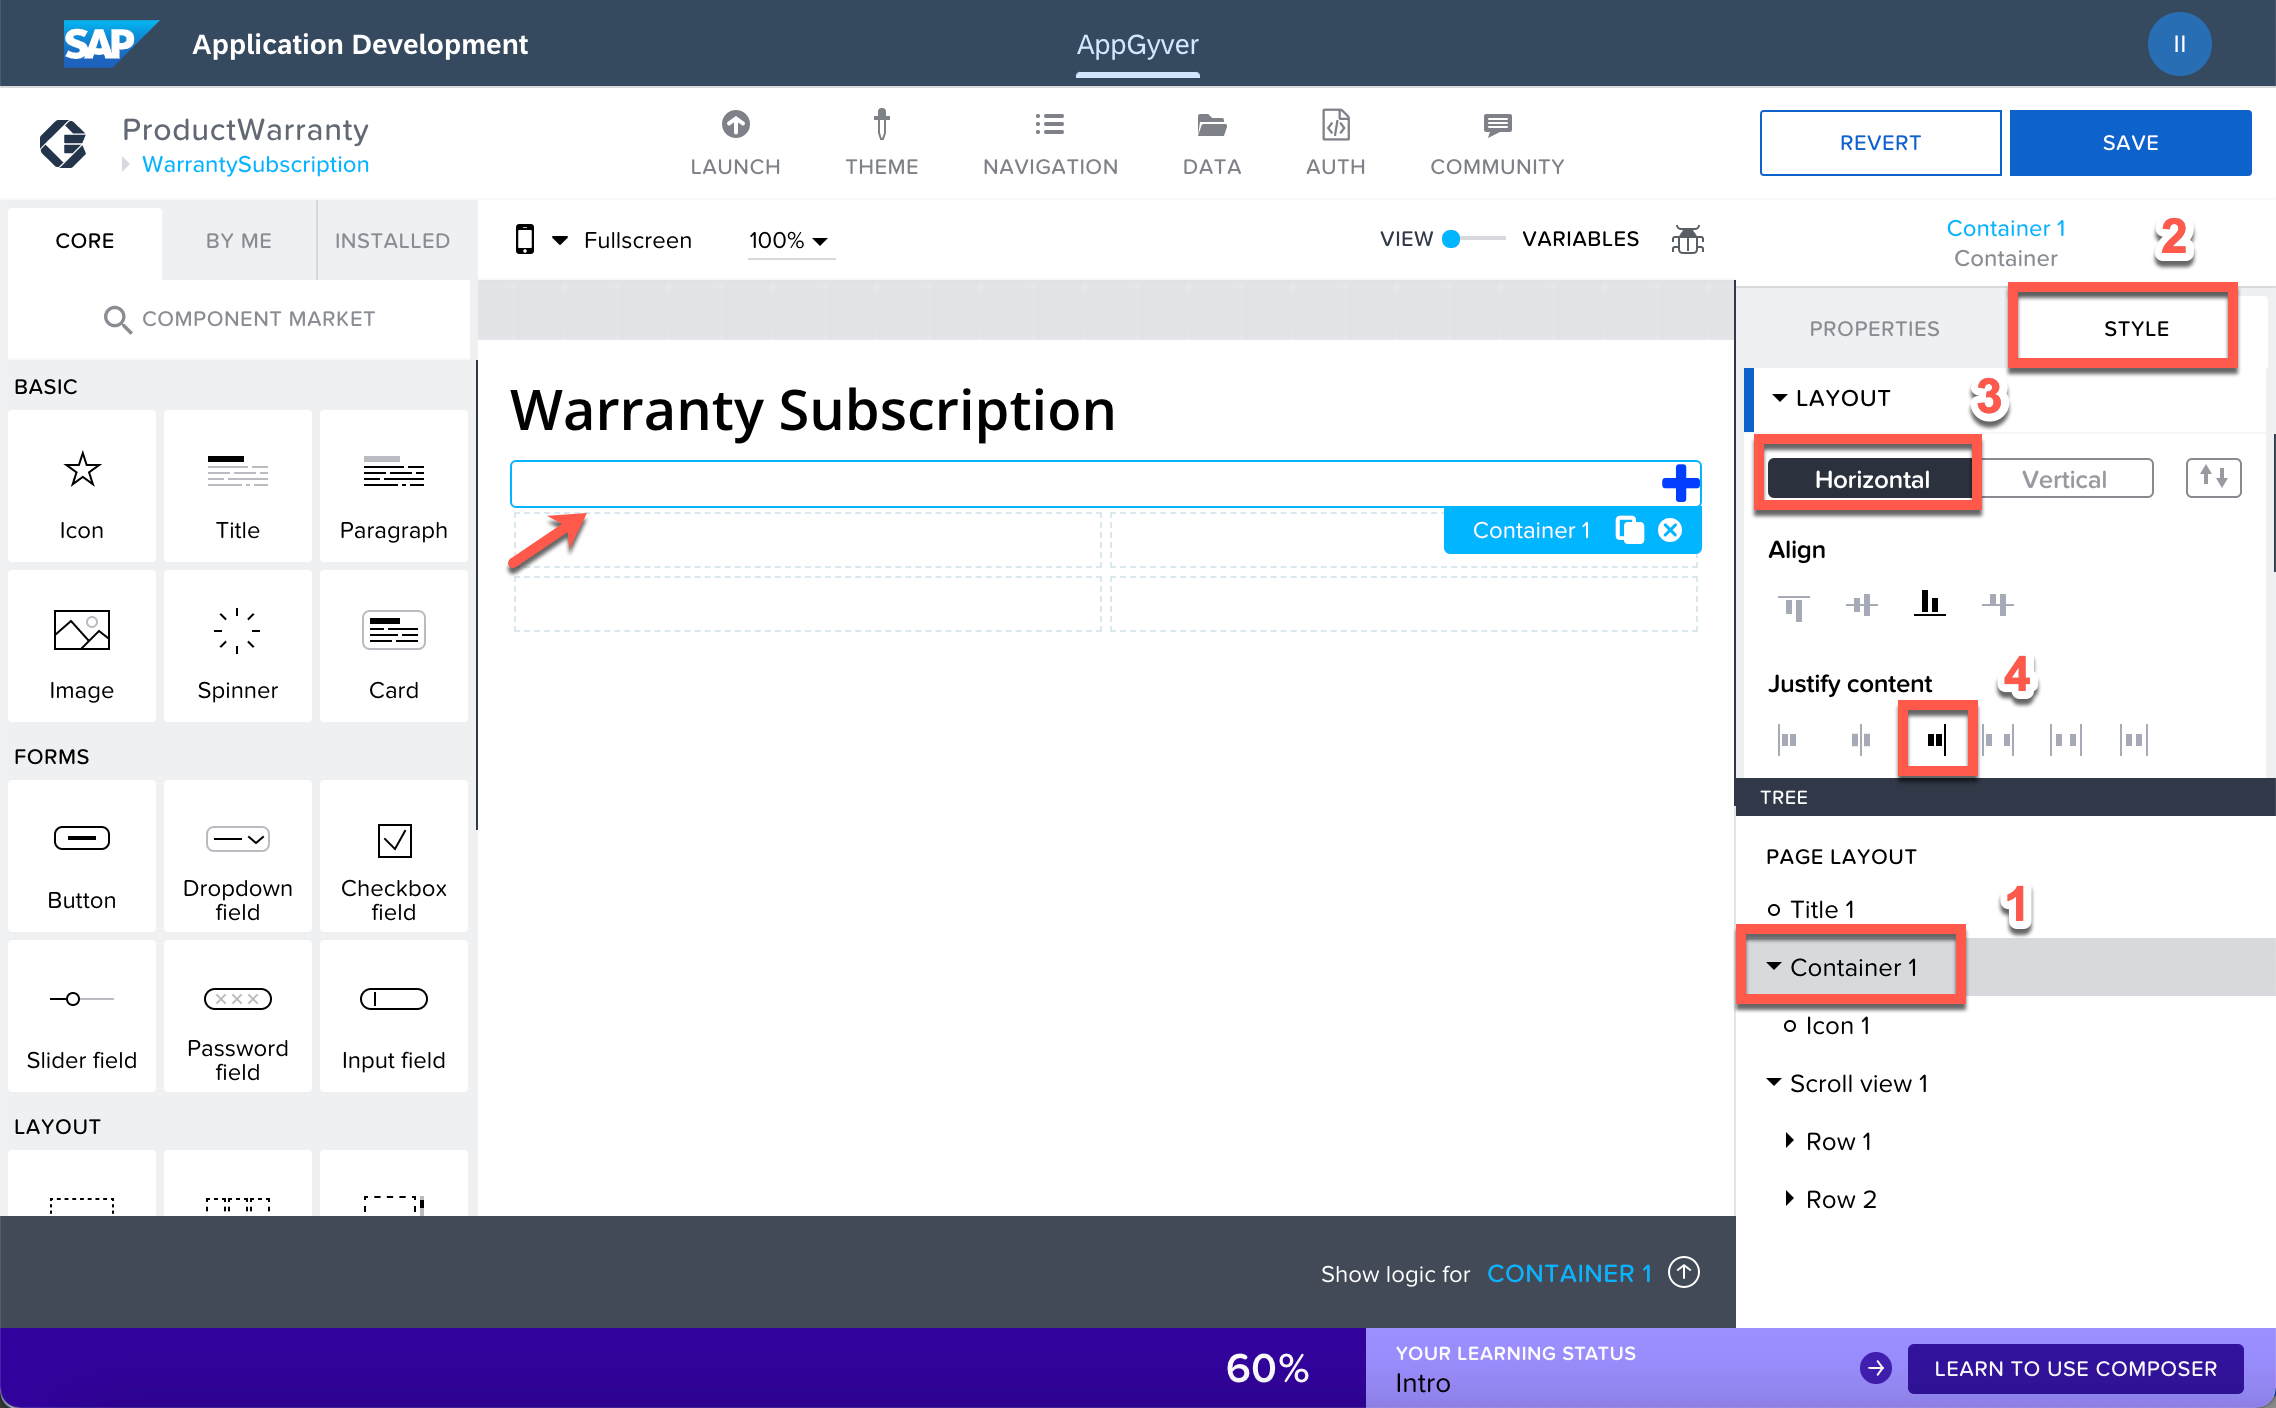 SAP Application Development
AppGyver
II
ProductWarranty
WarrantySubscription
LAUNCH
THEME
NAVIGATION
DATA
AUTH
COMMUNITY
REVERT
SAVE
CORE
BY ME
INSTALLED
Fullscreen
100%
VIEW
VARIABLES
Container 1
Container
2
COMPONENT MARKET
PROPERTIES
STYLE
BASIC
Icon
Title
Paragraph
Image
Spinner
Card
FORMS
Button
Dropdown
field
Checkbox
field
Slider field
Password
field
Input field
LAYOUT
Warranty Subscription
Container 1
LAYOUT
3
Horizontal
Vertical
Align
Justify content
4
TREE
PAGE LAYOUT
Title 1
1
Container 1
Icon 1
Scroll view 1
Row 1
Row 2
Show logic for CONTAINER 1
60%
YOUR LEARNING STATUS
Intro
LEARN TO USE COMPOSER